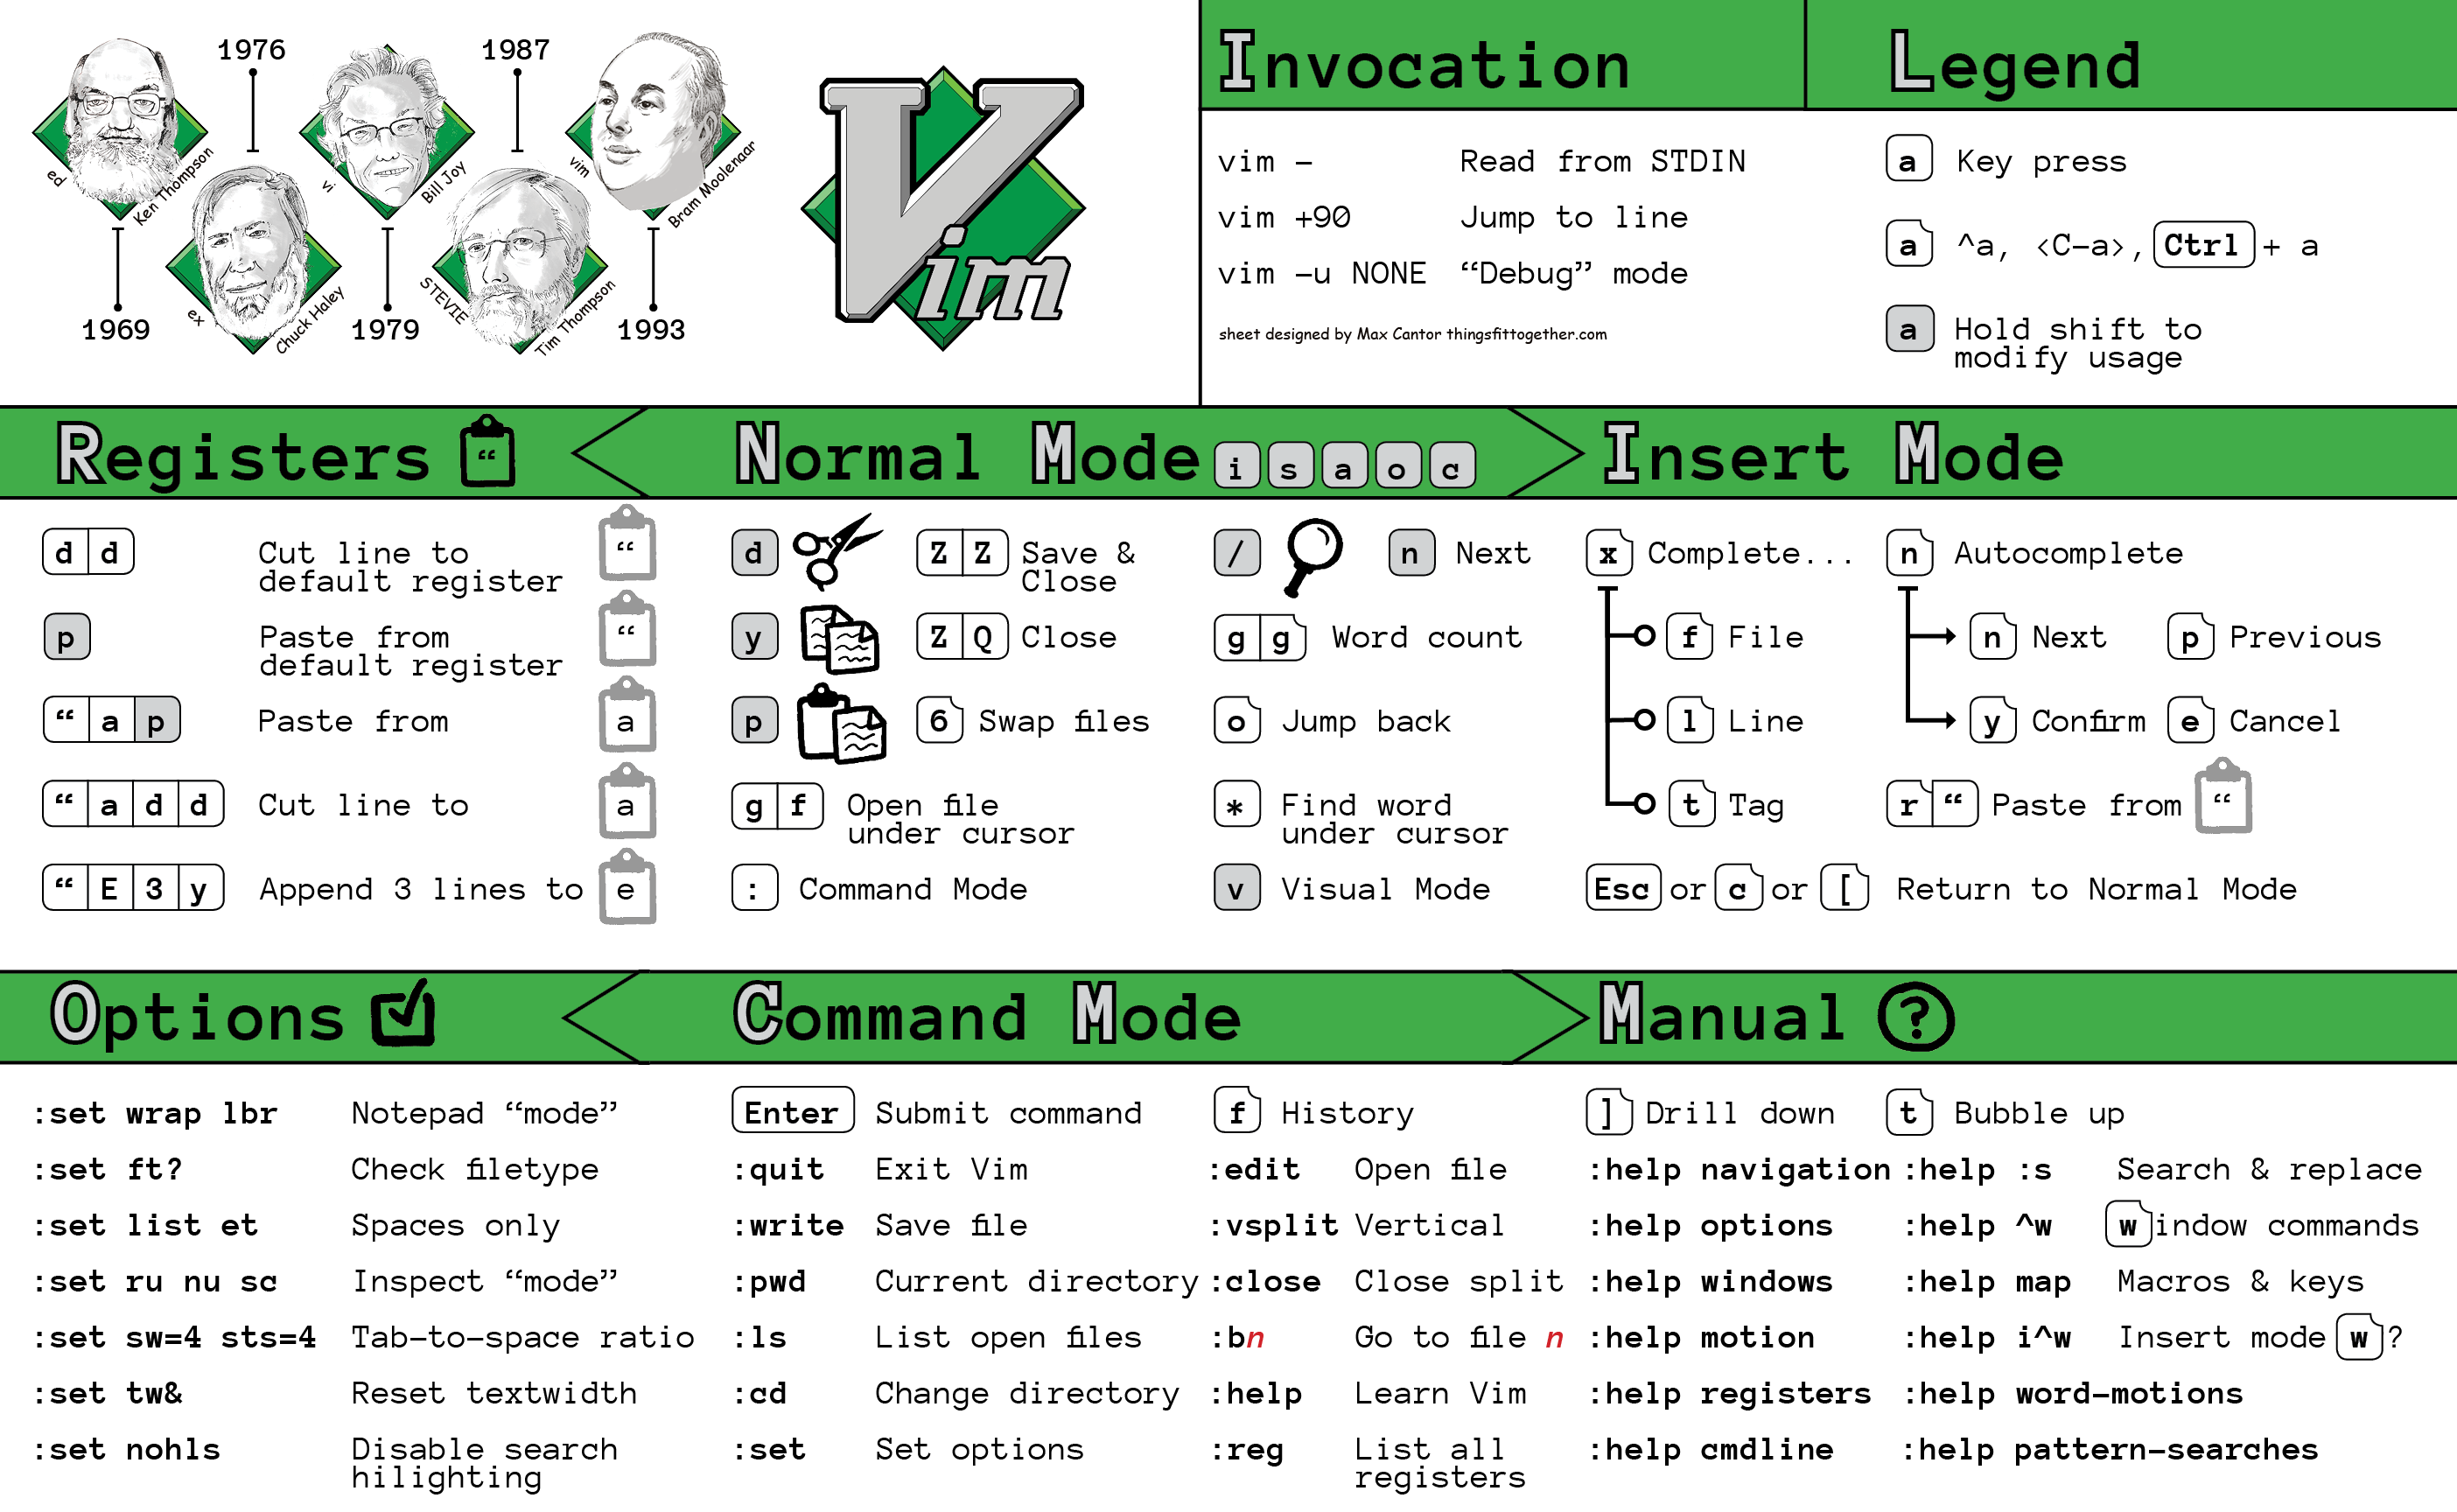 1976
1987
ed
Ken Thompson
vi
Bill Joy
vim
Bram Moolenaar
ex
Chuck Haley
STEVIE
Tim Thompson
1969
1979
1993
Vim
Invocation
vim - Read from STDIN
vim +90 Jump to line
vim -u NONE “Debug” mode
sheet designed by Max Cantor thingsfittogether.com
Legend
a Key press
a ^a, <C-a>, Ctrl + a
a Hold shift to
modify usage
Registers “
d d Cut line to “
default register
p Paste from “
default register
“ a p Paste from a
“ a d d Cut line to a
“ E 3 y Append 3 lines to e
Normal Mode i s a o c
d Z Z Save &
Close
y Z Q Close
p 6 Swap files
g f Open file
under cursor
: Command Mode
/ n Next
g g Word count
o Jump back
* Find word
under cursor
v Visual Mode
Insert Mode
x Complete... n Autocomplete
f File n Next p Previous
l Line y Confirm e Cancel
t Tag r “ Paste from “
Esc or c or [ Return to Normal Mode
Options
:set wrap lbr Notepad “mode”
:set ft? Check filetype
:set list et Spaces only
:set ru nu sc Inspect “mode”
:set sw=4 sts=4 Tab-to-space ratio
:set tw& Reset textwidth
:set nohls Disable search
hilighting
Command Mode
Enter Submit command f History
:quit Exit Vim :edit Open file
:write Save file :vsplit Vertical
:pwd Current directory :close Close split
:ls List open files :bn Go to file n
:cd Change directory :help Learn Vim
:set Set options :reg List all
registers
Manual ?
] Drill down t Bubble up
:help navigation :help :s Search & replace
:help options :help ^w window commands
:help windows :help map Macros & keys
:help motion :help i^w Insert mode w ?
:help registers :help word-motions
:help cmdline :help pattern-searches